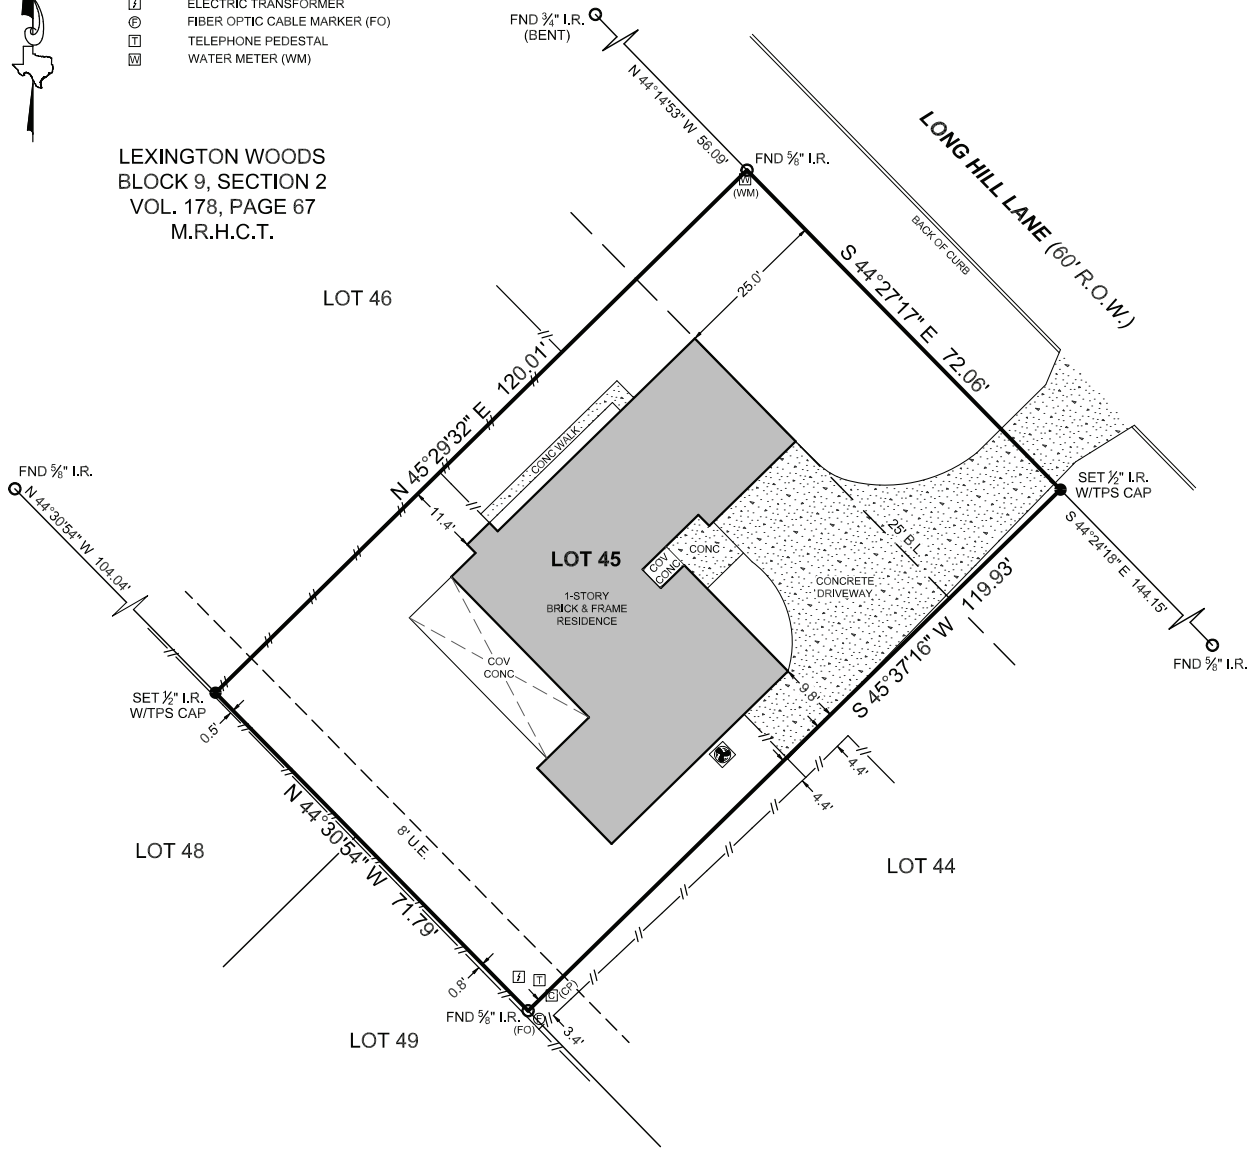 ELECTRIC TRANSFORMER
FIBER OPTIC CABLE MARKER (FO)
T TELEPHONE PEDESTAL
W WATER METER (WM)
LEXINGTON WOODS
BLOCK 9, SECTION 2
VOL. 178, PAGE 67
M.R.H.C.T.
FND ¾" I.R.
(BENT)
N 44°14'53" W 56.09'
FND ⅝" I.R.
W
(WM)
LONG HILL LANE (60' R.O.W.)
BACK OF CURB
S 44°27'17" E 72.06'
25.0'
LOT 46
N 45°29'32" E 120.01'
CONC WALK
11.4'
FND ⅝" I.R.
N 44°30'54" W 104.04'
SET ½" I.R.
W/TPS CAP
S 44°24'18" E 144.15'
FND ⅝" I.R.
LOT 45
1-STORY
BRICK & FRAME
RESIDENCE
COV
CONC
CONC
25' B.L.
CONCRETE
DRIVEWAY
S 45°37'16" W 119.93'
9.8'
COV
CONC
SET ½" I.R.
W/TPS CAP
0.5'
4.4'
4.4'
N 44°30'54" W 71.79'
8' U.E.
LOT 48
LOT 44
0.8'
T
C (CP)
FND ⅝" I.R.
(FO)
F
3.4'
LOT 49